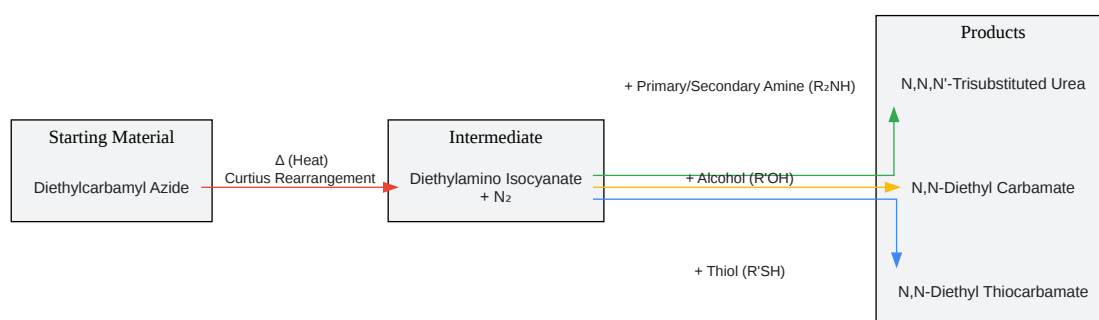 Products
+ Primary/Secondary Amine (R₂NH)
N,N,N'-Trisubstituted Urea
Starting Material
Diethylcarbamyl Azide
Δ (Heat)
Curtius Rearrangement
Intermediate
Diethylamino Isocyanate
+ N₂
+ Alcohol (R'OH)
N,N-Diethyl Carbamate
+ Thiol (R'SH)
N,N-Diethyl Thiocarbamate